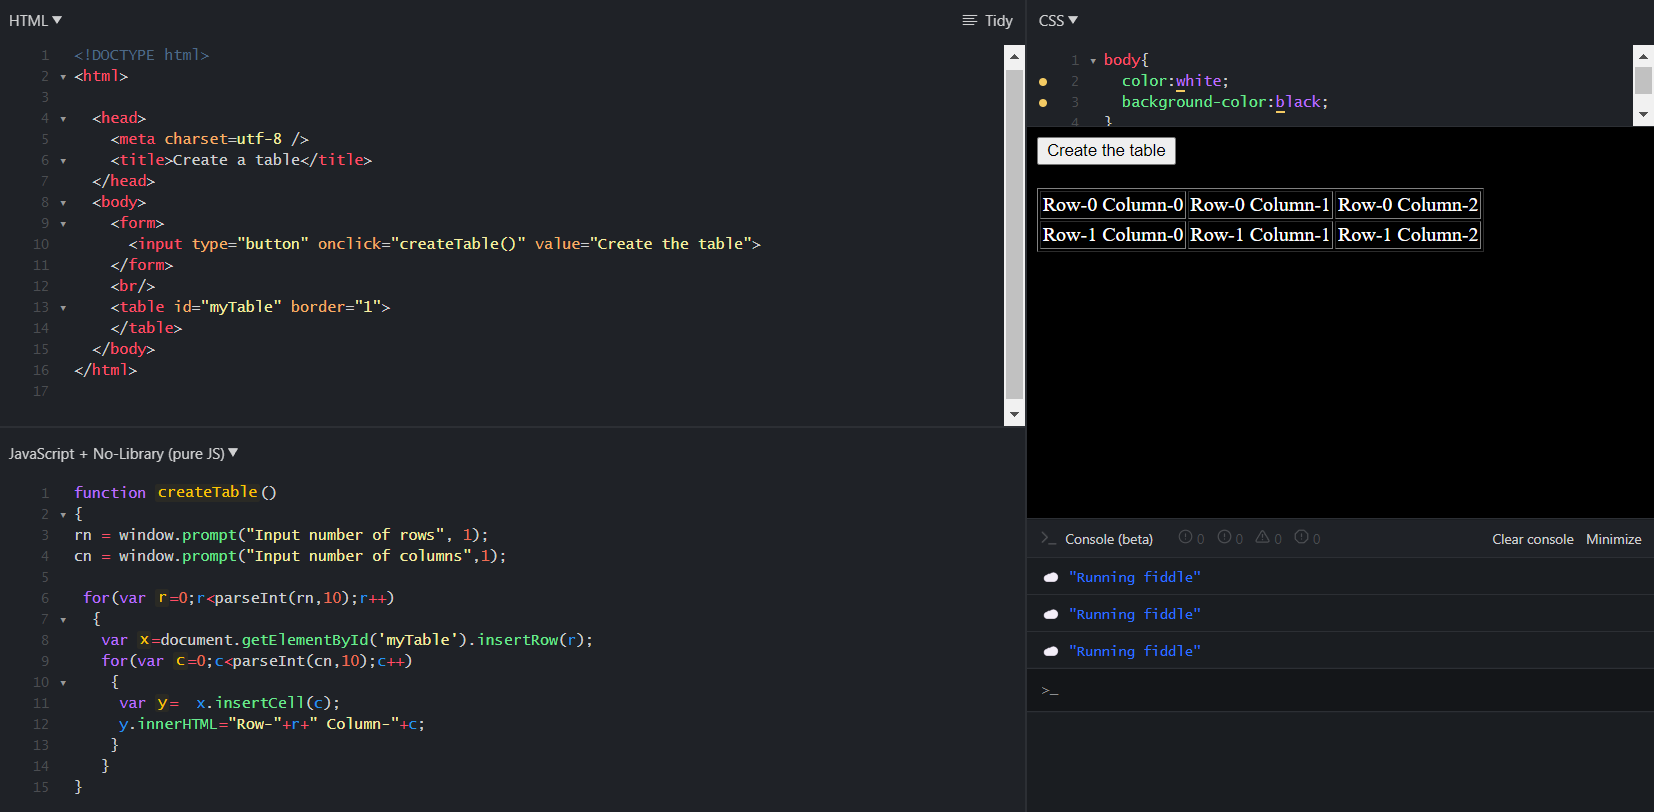 HTML▼ Tidy
1 <!DOCTYPE html>
2 <html>
3
4 <head>
5 <meta charset=utf-8 />
6 <title>Create a table</title>
7 </head>
8 <body>
9 <form>
10 <input type="button" onclick="createTable()" value="Create the table">
11 </form>
12 <br/>
13 <table id="myTable" border="1">
14 </table>
15 </body>
16 </html>
17
JavaScript + No-Library (pure JS)▼
1 function createTable()
2 {
3 rn = window.prompt("Input number of rows", 1);
4 cn = window.prompt("Input number of columns",1);
5
6 for(var r=0;r<parseInt(rn,10);r++)
7 {
8 var x=document.getElementById('myTable').insertRow(r);
9 for(var c=0;c<parseInt(cn,10);c++)
10 {
11 var y=  x.insertCell(c);
12 y.innerHTML="Row-"+r+" Column-"+c;
13 }
14 }
15 }
CSS▼
1 body{
2 color:white;
3 background-color:black;
4 }
Create the table
Row-0 Column-0 Row-0 Column-1 Row-0 Column-2
Row-1 Column-0 Row-1 Column-1 Row-1 Column-2
>_ Console (beta) 0 0 0 0 Clear console Minimize
"Running fiddle"
"Running fiddle"
"Running fiddle"
>_